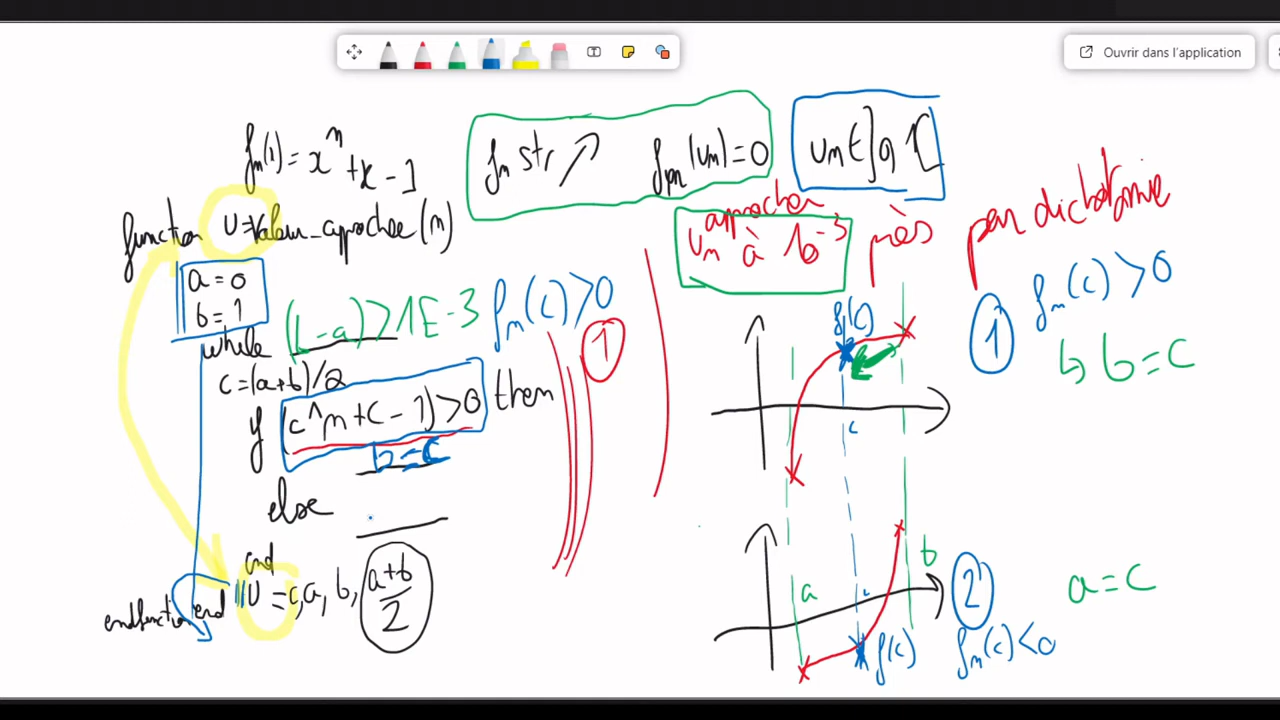 Ouvrir dans l'application
fn(1) = x^n + x - 1
fn str ↗ fn(un) = 0
un ∈ ]0, 1[
function U=Valeur_approchee(n)
approcher
un à 10^-3 près par dichotomie
a = 0
b = 1
while (b-a) > 1E-3
c=(a+b)/2
if (c^n+c-1)>0 then
b=c
else
end
U = c, a, b, a+b/2
endfunction end
fn(c)>0
1
f(c)
c
1 fn(c) > 0
↳ b = c
a
c
b
f(c)
2
fn(c) < 0
a = c